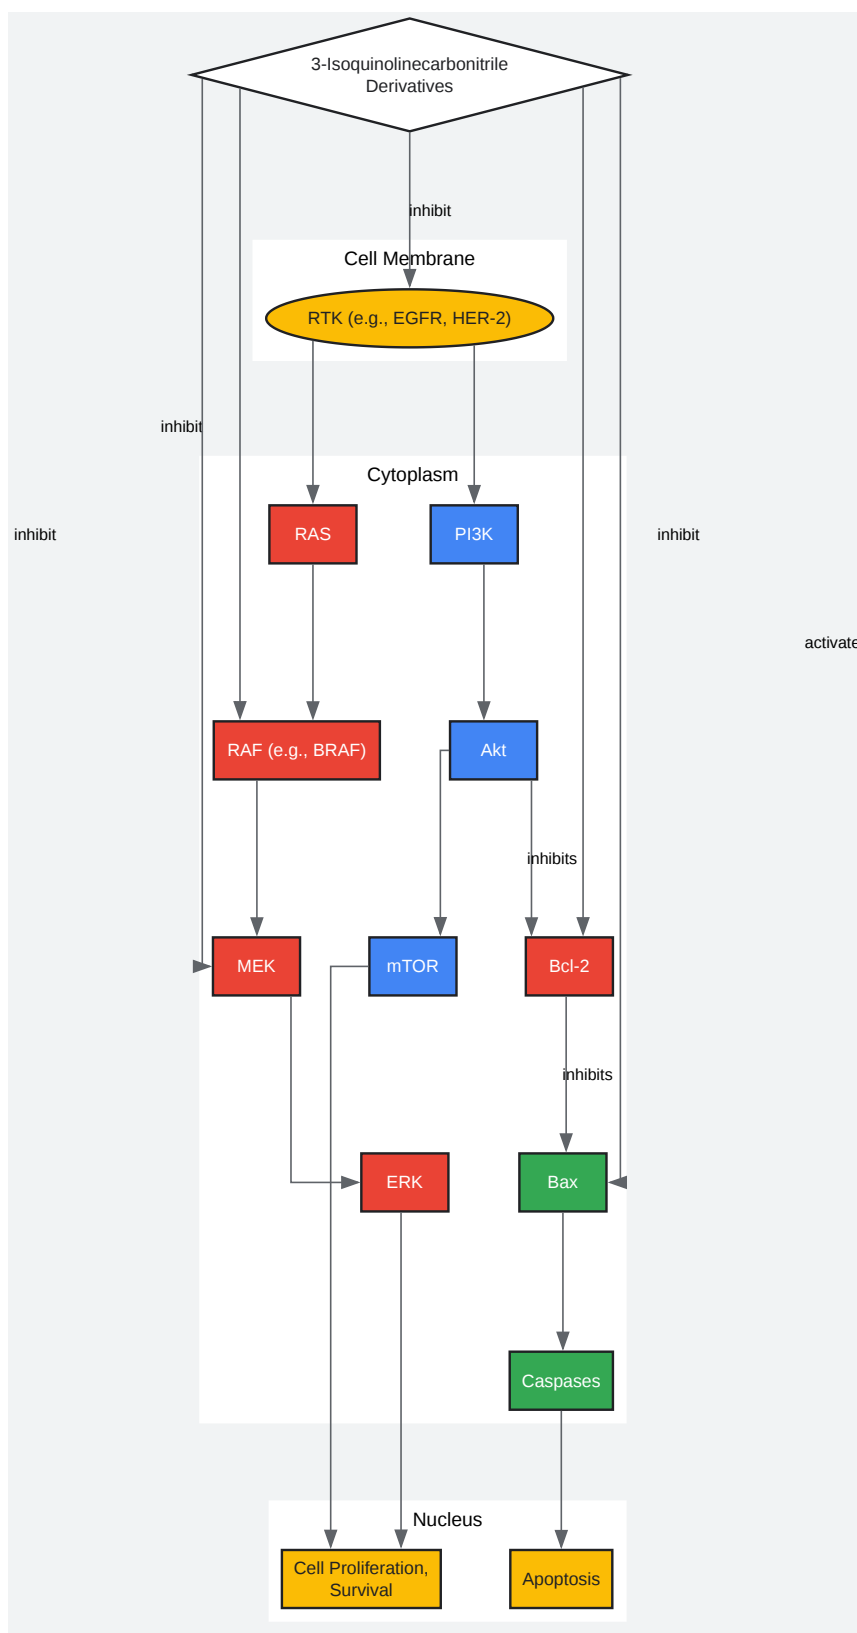 3-Isoquinolinecarbonitrile
Derivatives
inhibit
Cell Membrane
RTK (e.g., EGFR, HER-2)
inhibit
Cytoplasm
inhibit
RAS
PI3K
inhibit
activate
RAF (e.g., BRAF)
Akt
inhibits
MEK
mTOR
Bcl-2
inhibits
ERK
Bax
Caspases
Nucleus
Cell Proliferation,
Survival
Apoptosis